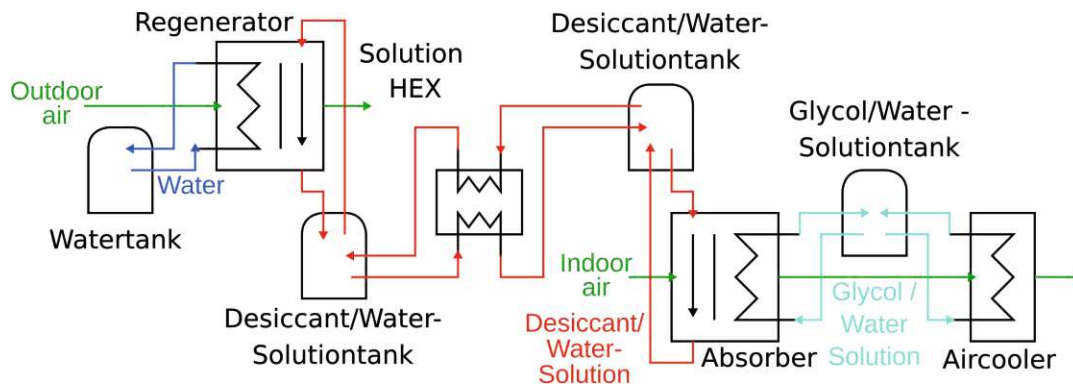 Regenerator
Solution
HEX
Outdoor
air
Water
Watertank
Desiccant/Water-
Solutiontank
Desiccant/Water-
Solutiontank
Glycol/Water -
Solutiontank
Indoor
air
Desiccant/
Water-
Solution
Absorber
Glycol /
Water
Solution
Aircooler